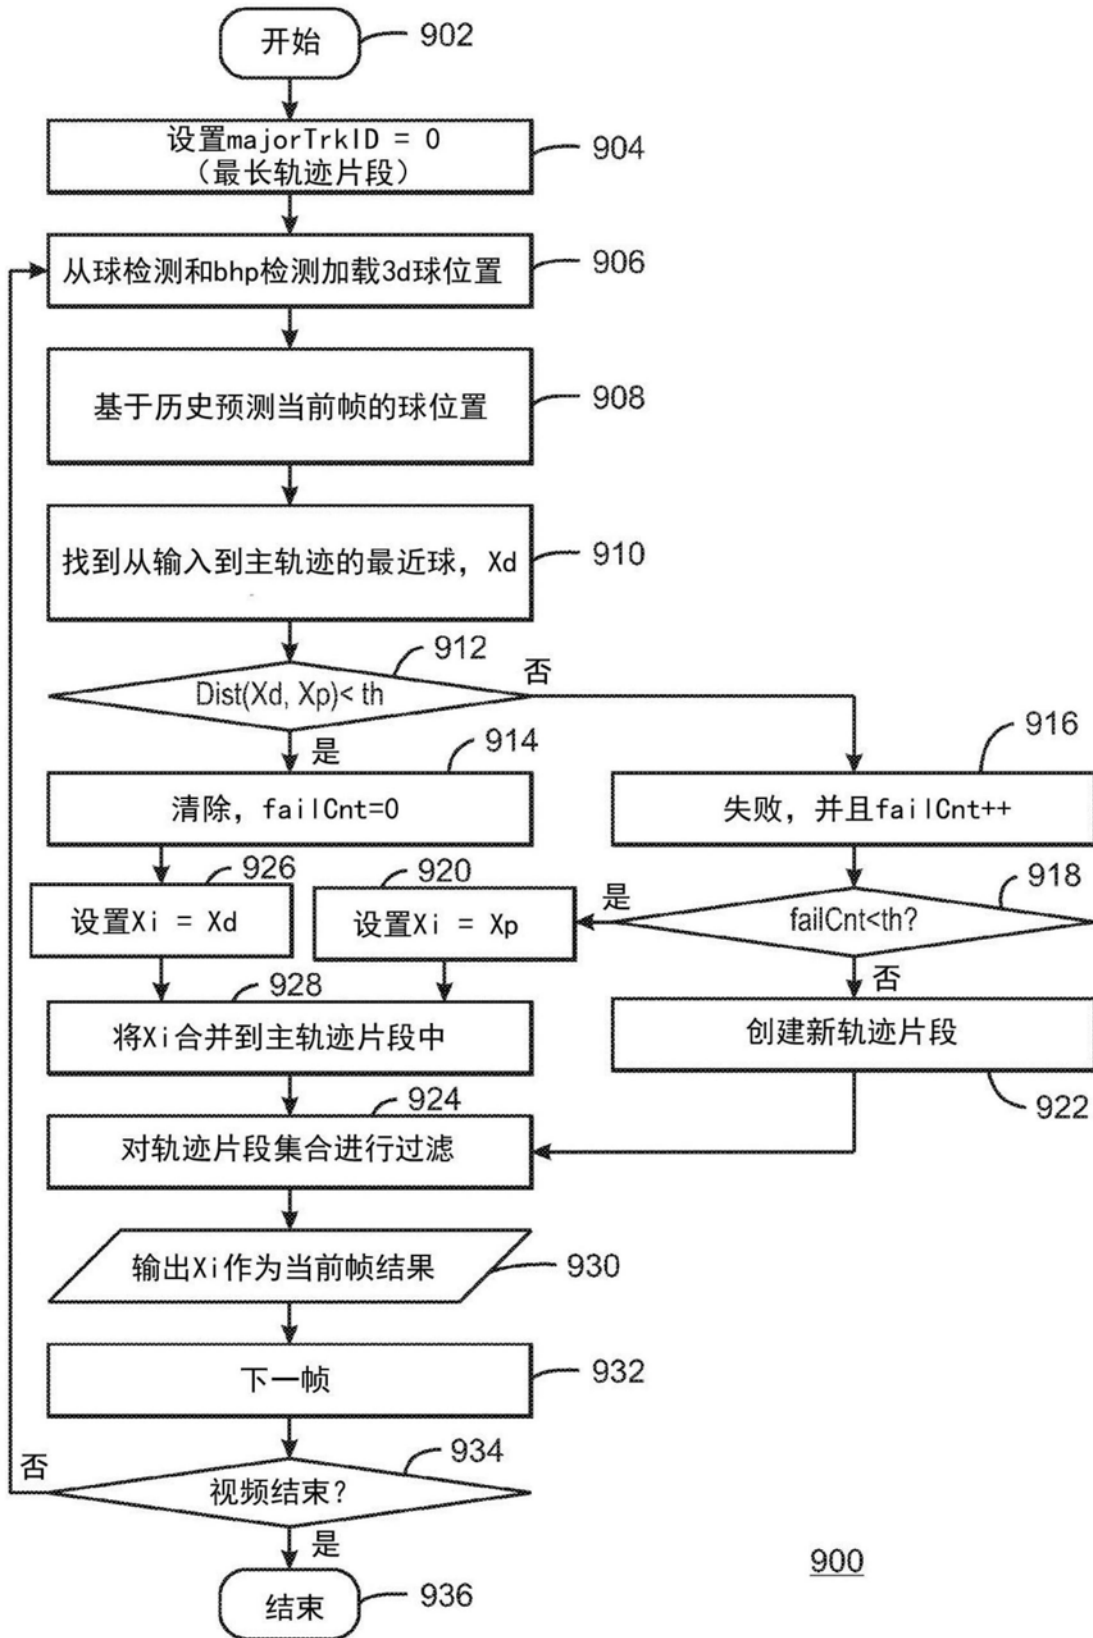 开始
902
设置majorTrkID = 0
（最长轨迹片段）
904
从球检测和bhp检测加载3d球位置
906
基于历史预测当前帧的球位置
908
找到从输入到主轨迹的最近球，Xd
910
912
Dist(Xd, Xp)< th
否
是
914
清除，failCnt=0
916
失败，并且failCnt++
926
设置Xi = Xd
920
设置Xi = Xp
是
918
failCnt<th?
否
928
将Xi合并到主轨迹片段中
创建新轨迹片段
922
924
对轨迹片段集合进行过滤
输出Xi作为当前帧结果
930
下一帧
932
否
934
视频结束?
是
结束
936
900